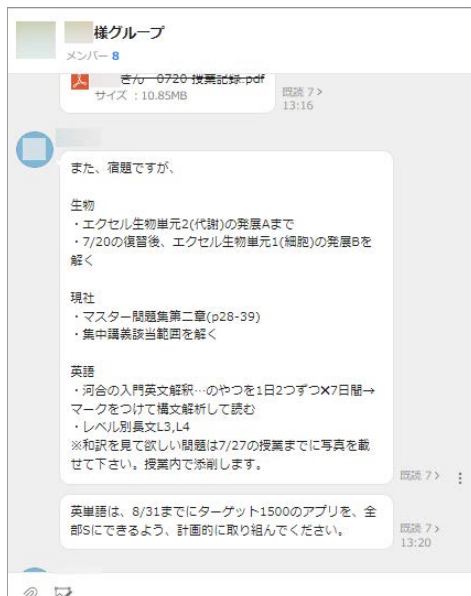 様グループ
メンバー 8
きん 0720 授業記録.pdf
サイズ : 10.85MB
既読 7 >
13:16
また、宿題ですが、
生物
・エクセル生物単元2(代謝)の発展Aまで
・7/20の復習後、エクセル生物単元1(細胞)の発展Bを
解く
現社
・マスター問題集第二章(p28-39)
・集中講義該当範囲を解く
英語
・河合の入門英文解釈…のやつを1日2つずつ✕7日間→
マークをつけて構文解析して読む
・レベル別長文L3,L4
※和訳を見て欲しい問題は7/27の授業までに写真を載
せて下さい。授業内で添削します。
既読 7 >
英単語は、8/31までにターゲット1500のアプリを、全
部Sにできるよう、計画的に取り組んでください。
既読 7 >
13:20